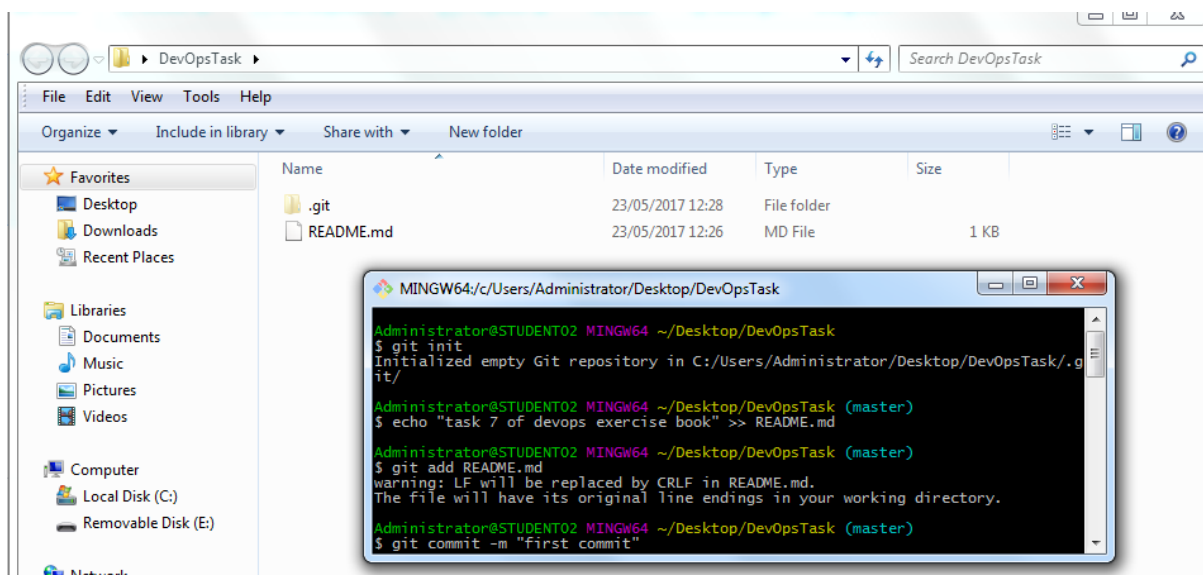 DevOpsTask
Search DevOpsTask
File Edit View Tools Help
Organize Include in library Share with New folder
Name Date modified Type Size
Favorites
Desktop
Downloads
Recent Places
Libraries
Documents
Music
Pictures
Videos
Computer
Local Disk (C:)
Removable Disk (E:)
Network
.git 23/05/2017 12:28 File folder
README.md 23/05/2017 12:26 MD File 1 KB
MINGW64:/c/Users/Administrator/Desktop/DevOpsTask
Administrator@STUDENT02 MINGW64 ~/Desktop/DevOpsTask
$ git init
Initialized empty Git repository in C:/Users/Administrator/Desktop/DevOpsTask/.g
it/
Administrator@STUDENT02 MINGW64 ~/Desktop/DevOpsTask (master)
$ echo "task 7 of devops exercise book" >> README.md
Administrator@STUDENT02 MINGW64 ~/Desktop/DevOpsTask (master)
$ git add README.md
warning: LF will be replaced by CRLF in README.md.
The file will have its original line endings in your working directory.
Administrator@STUDENT02 MINGW64 ~/Desktop/DevOpsTask (master)
$ git commit -m "first commit"